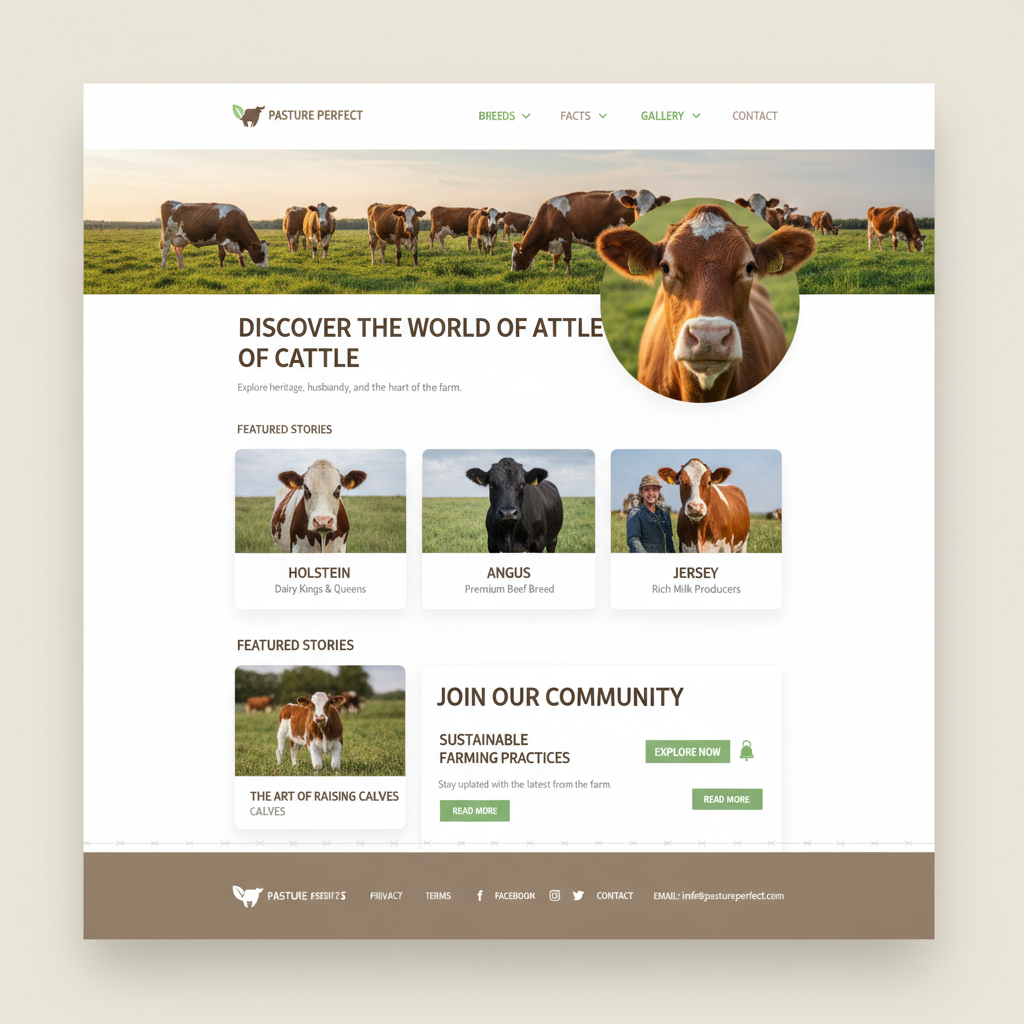 PASTURE PERFECT
BREEDS
FACTS
GALLERY
CONTACT
DISCOVER THE WORLD OF ATTLE
OF CATTLE
Explore heritage, husbandy, and the heart of the farm.
FEATURED STORIES
HOLSTEIN
Dairy Kings & Queens
ANGUS
Premium Beef Breed
JERSEY
Rich Milk Producers
FEATURED STORIES
THE ART OF RAISING CALVES
CALVES
JOIN OUR COMMUNITY
SUSTAINABLE
FARMING PRACTICES
EXPLORE NOW
Stay uplated with the latest from the farm.
READ MORE
READ MORE
PASTURE
PRIVACY
TERMS
FACEBOOK
CONTACT
EMAIL: info@pastureperfect.com